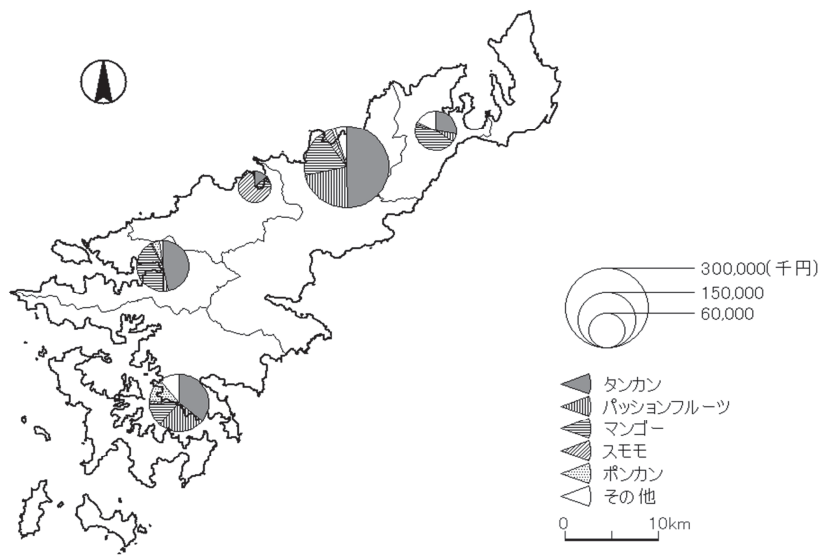 300,000(千円)
150,000
60,000
タンカン
パッションフルーツ
マンゴー
スモモ
ポンカン
その他
0 10km